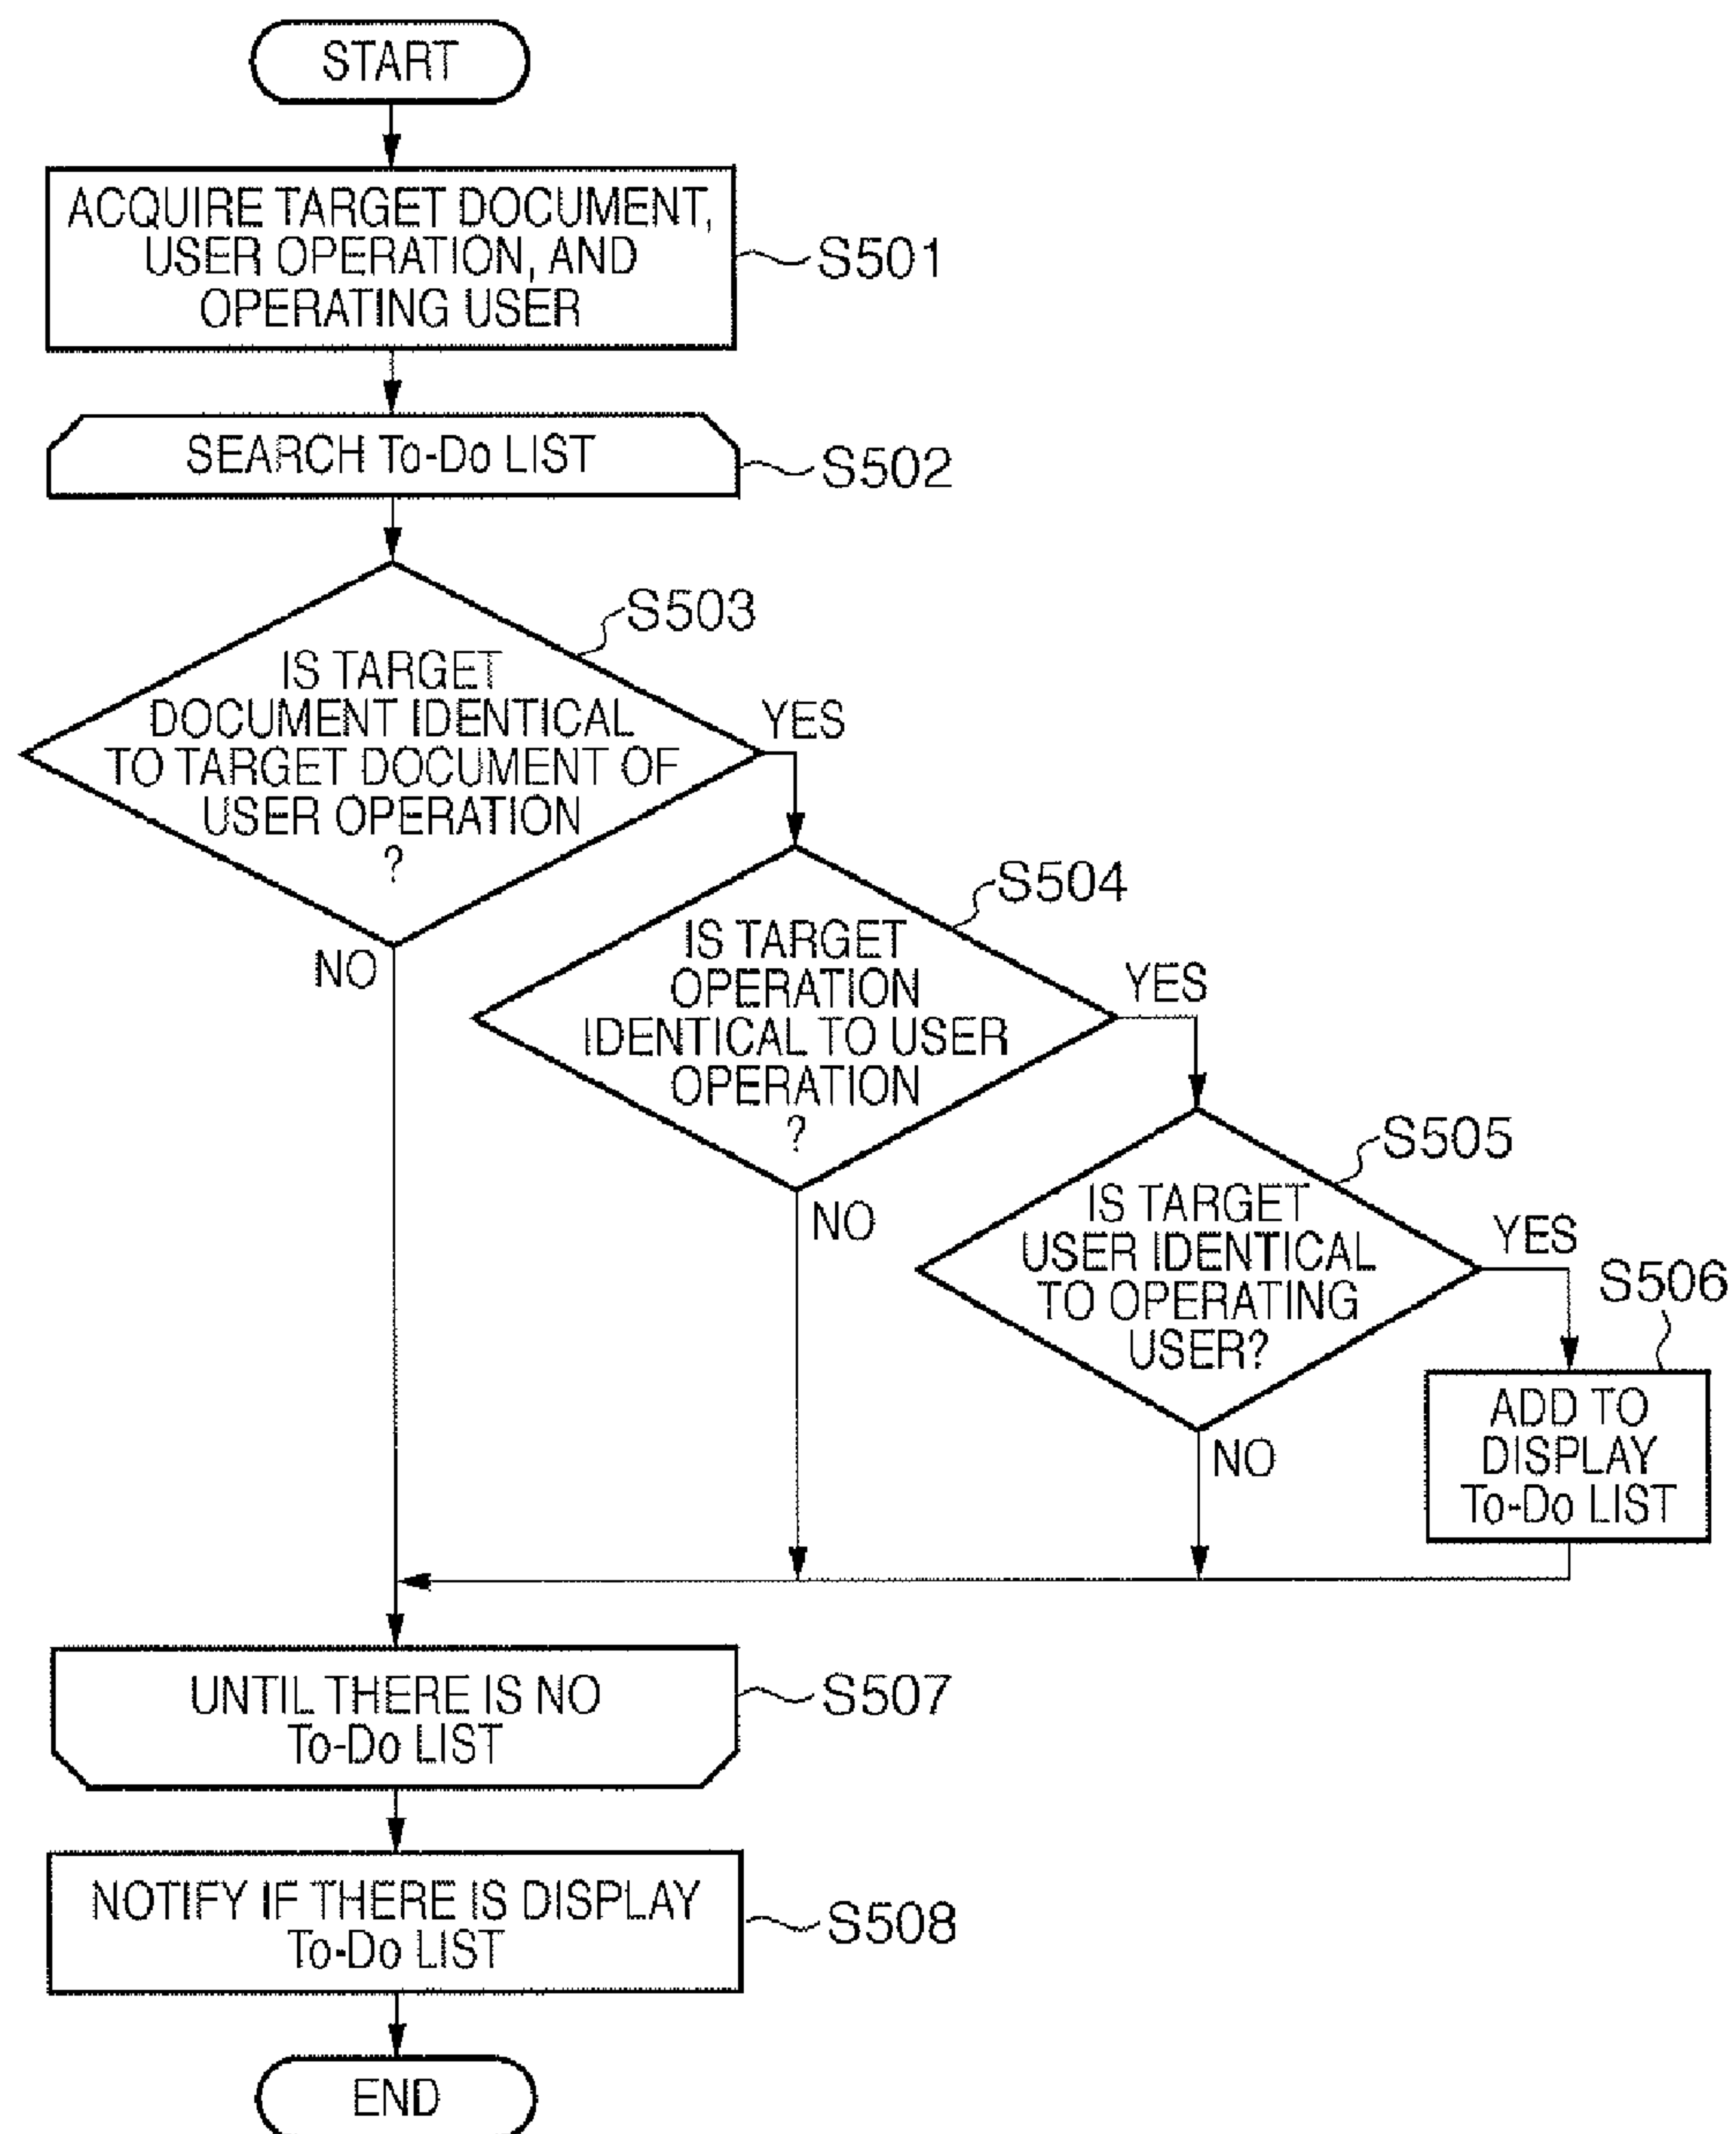 START
ACQUIRE TARGET DOCUMENT,
USER OPERATION, AND
OPERATING USER
S501
SEARCH To-Do LIST
S502
S503
IS TARGET
DOCUMENT IDENTICAL
TO TARGET DOCUMENT OF
USER OPERATION
?
YES
NO
S504
IS TARGET
OPERATION
IDENTICAL TO USER
OPERATION
?
YES
NO
S505
IS TARGET
USER IDENTICAL
TO OPERATING
USER?
YES
NO
S506
ADD TO
DISPLAY
To-Do LIST
UNTIL THERE IS NO
To-Do LIST
S507
NOTIFY IF THERE IS DISPLAY
To-Do LIST
S508
END